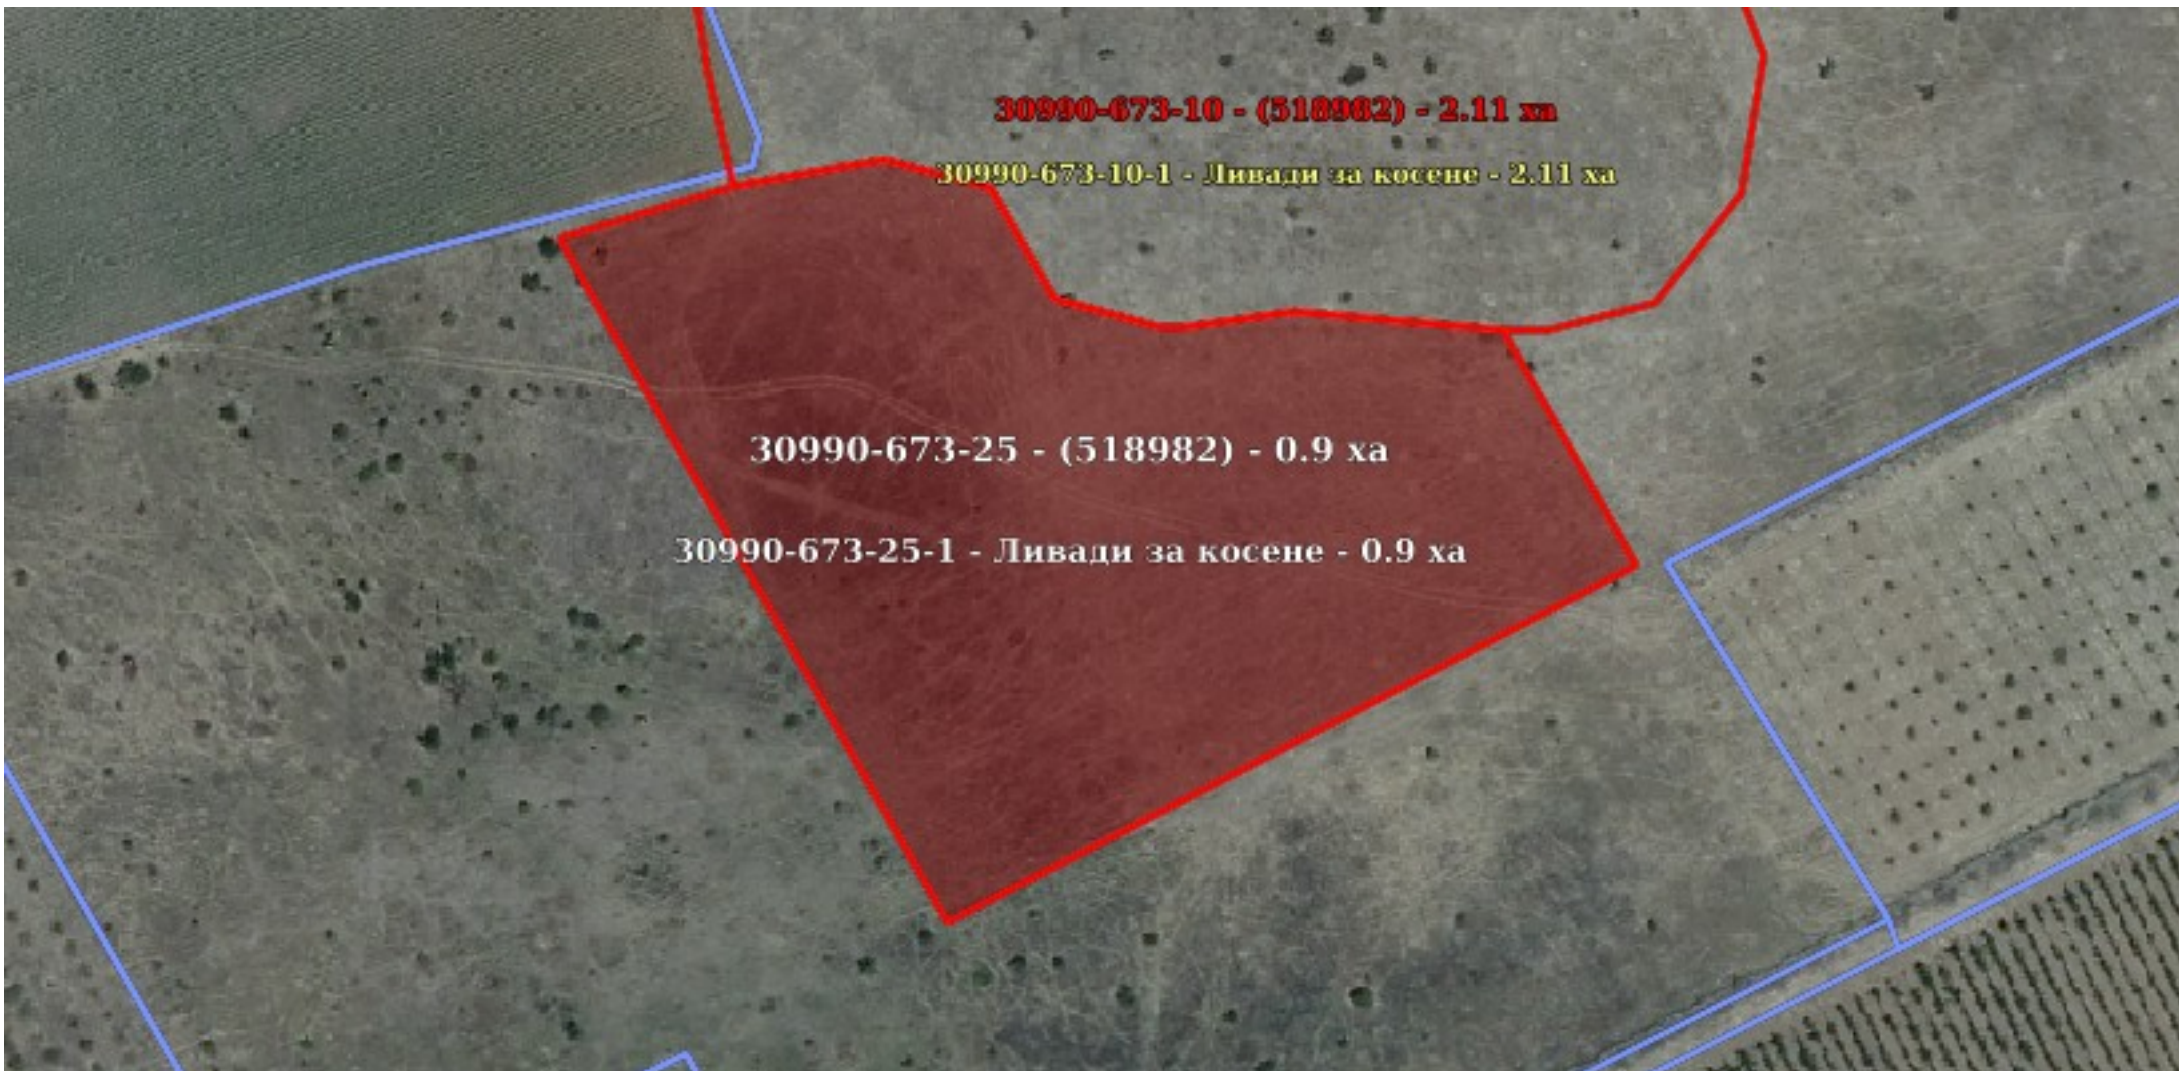 30990-673-10 - (518982) - 2.11 ха
30990-673-10-1 - Ливади за косене - 2.11 ха
30990-673-25 - (518982) - 0.9 ха
30990-673-25-1 - Ливади за косене - 0.9 ха